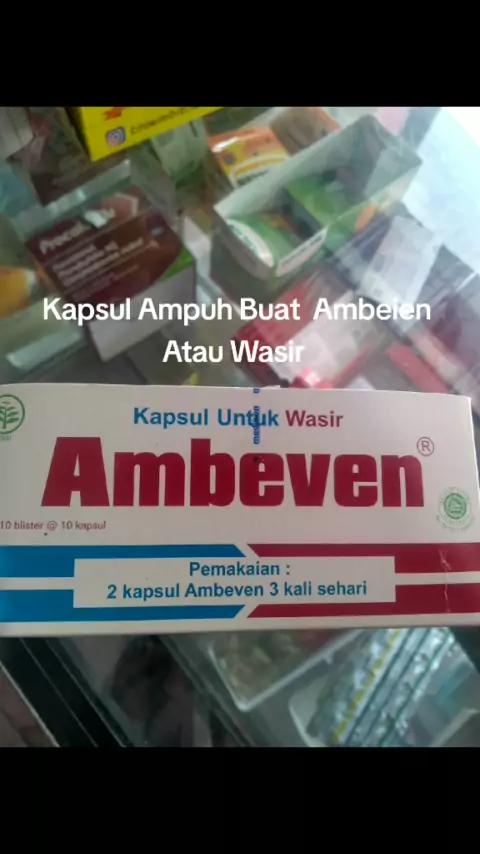 Kapsul Ampuh Buat Ambeien
Atau Wasir
Kapsul Untuk Wasir
Ambeven®
10 blister @ 10 kapsul
Pemakaian :
2 kapsul Ambeven 3 kali sehari